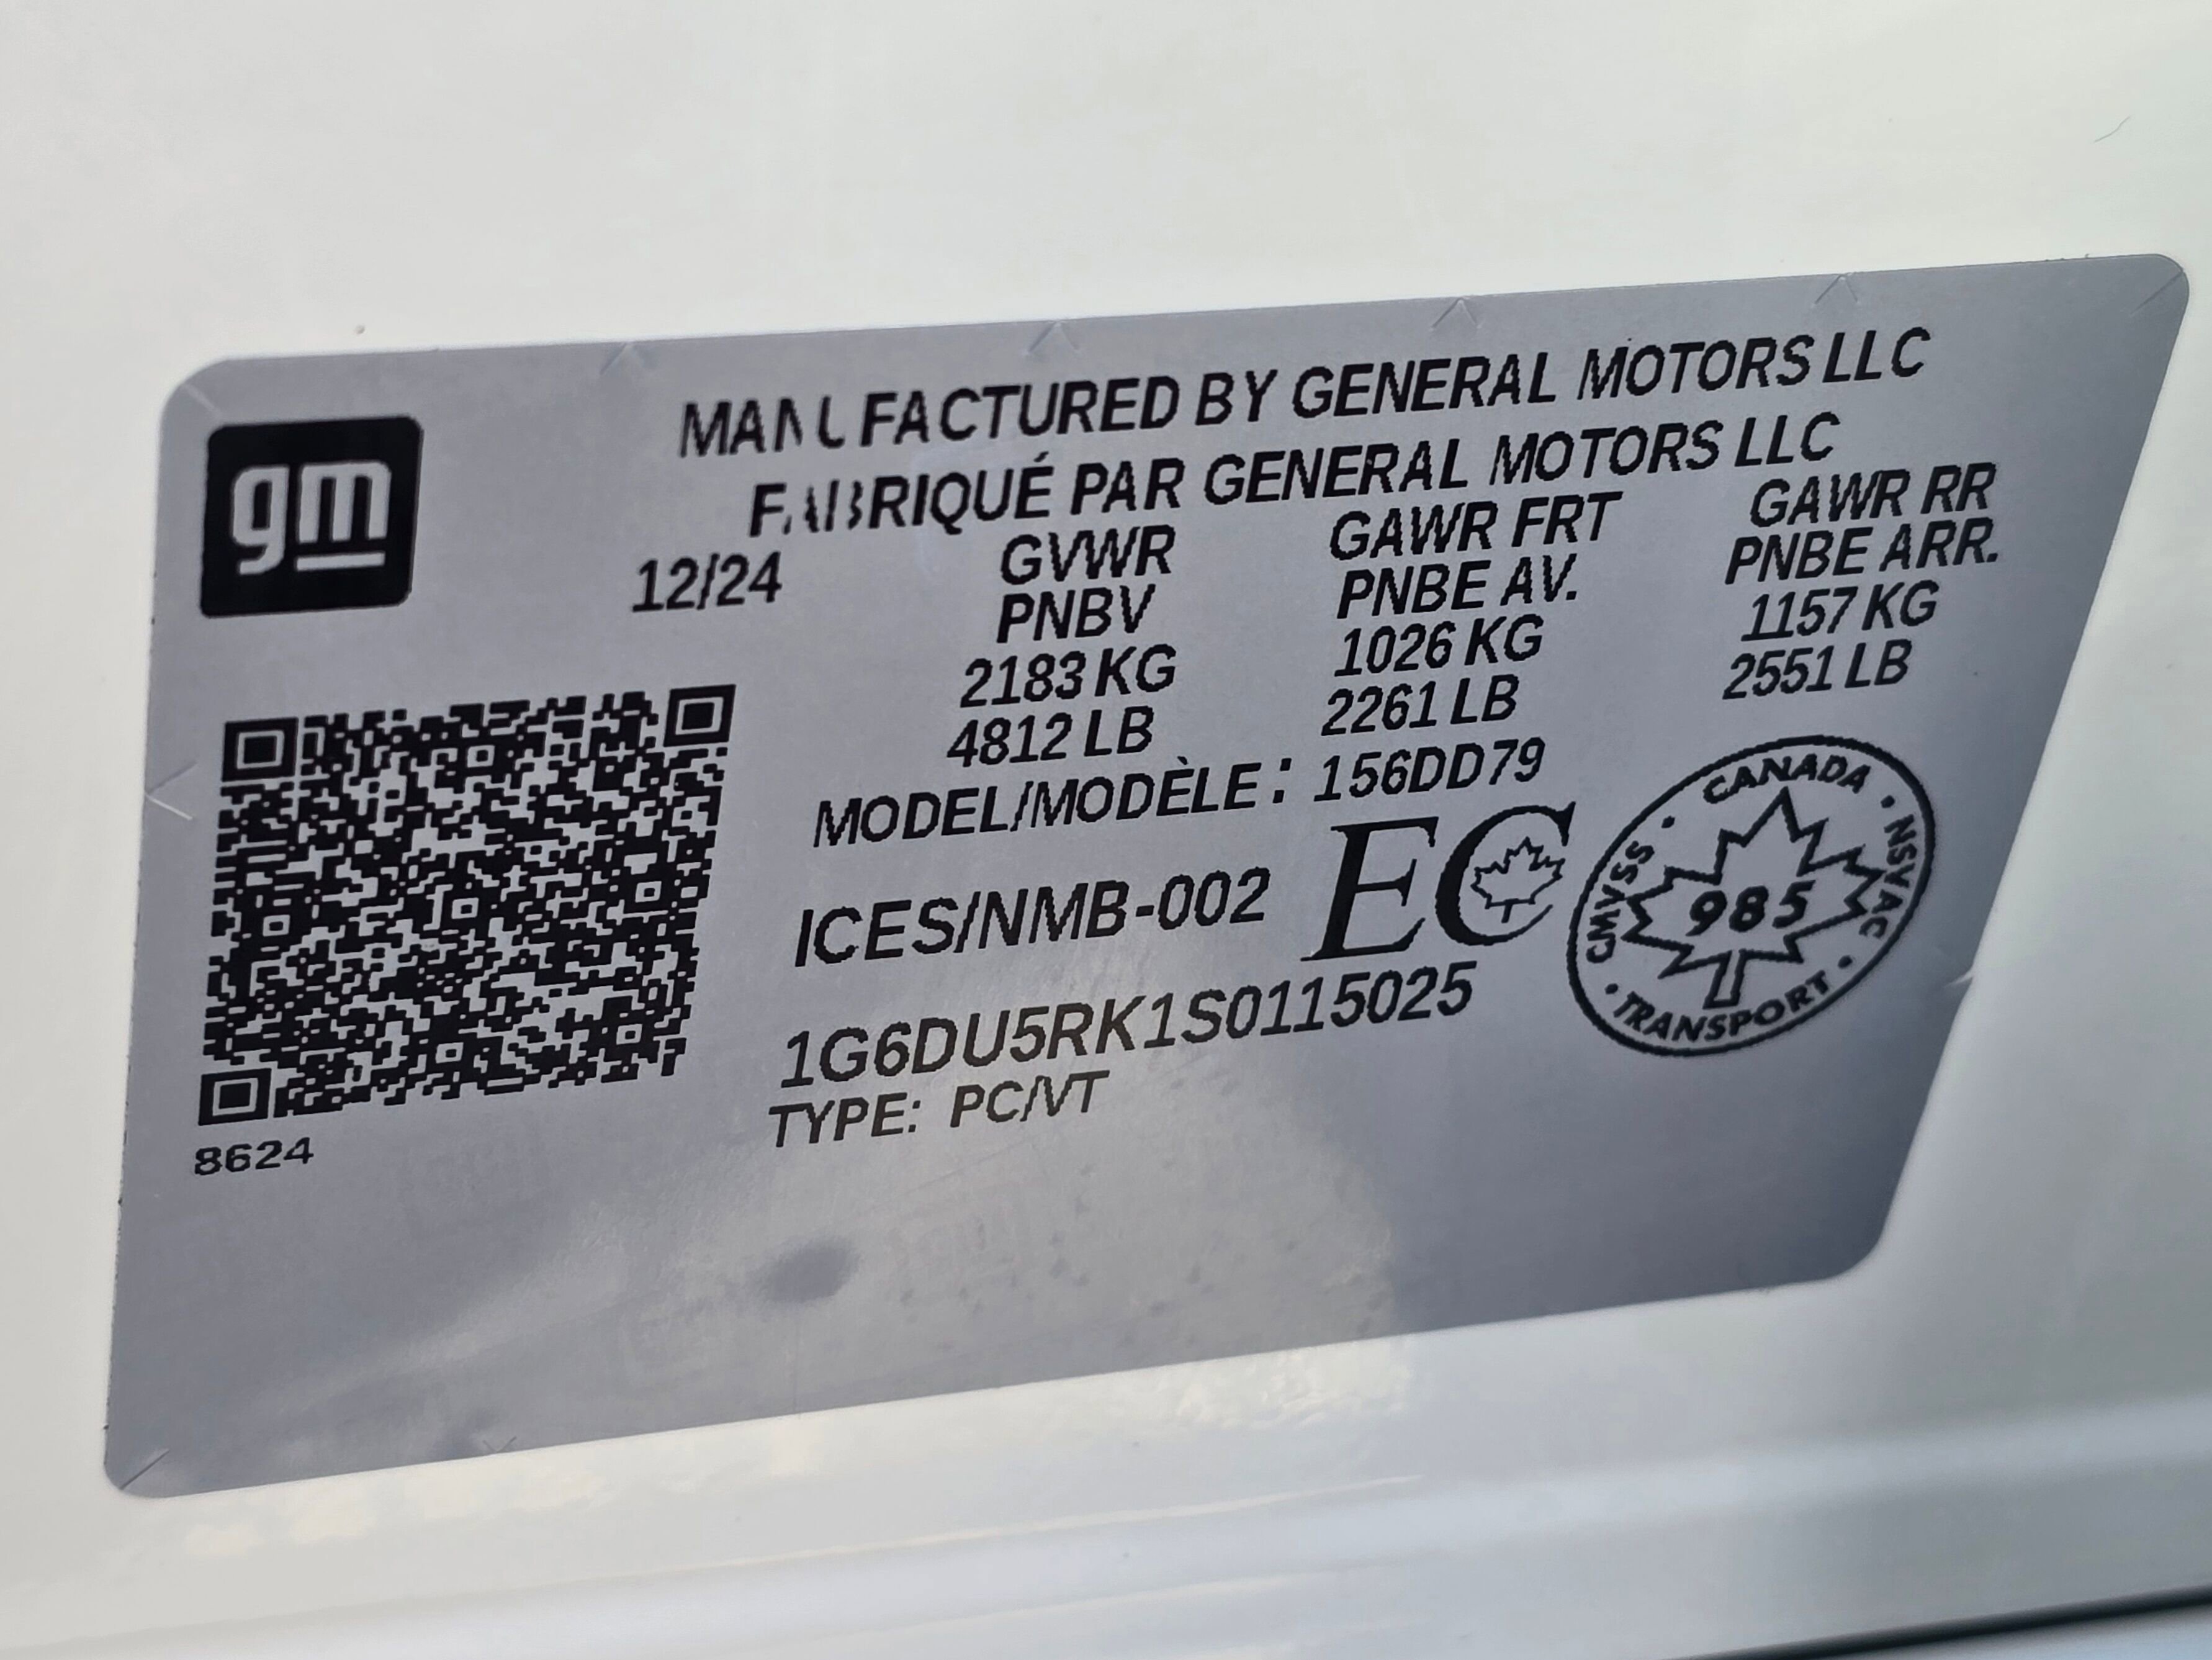 gm
MANUFACTURED BY GENERAL MOTORS LLC
FABRIQUÉ PAR GENERAL MOTORS LLC
12/24
GVWR GAWR FRT GAWR RR
PNBV PNBE AV. PNBE ARR.
2183 KG 1026 KG 1157 KG
4812 LB 2261 LB 2551 LB
MODEL/MODÈLE: 156DD79
ICES/NMB-002 EC
CANADA • NSVAC • TRANSPORT • CMVSS •
985
1G6DU5RK1S0115025
TYPE: PC/VT
8624